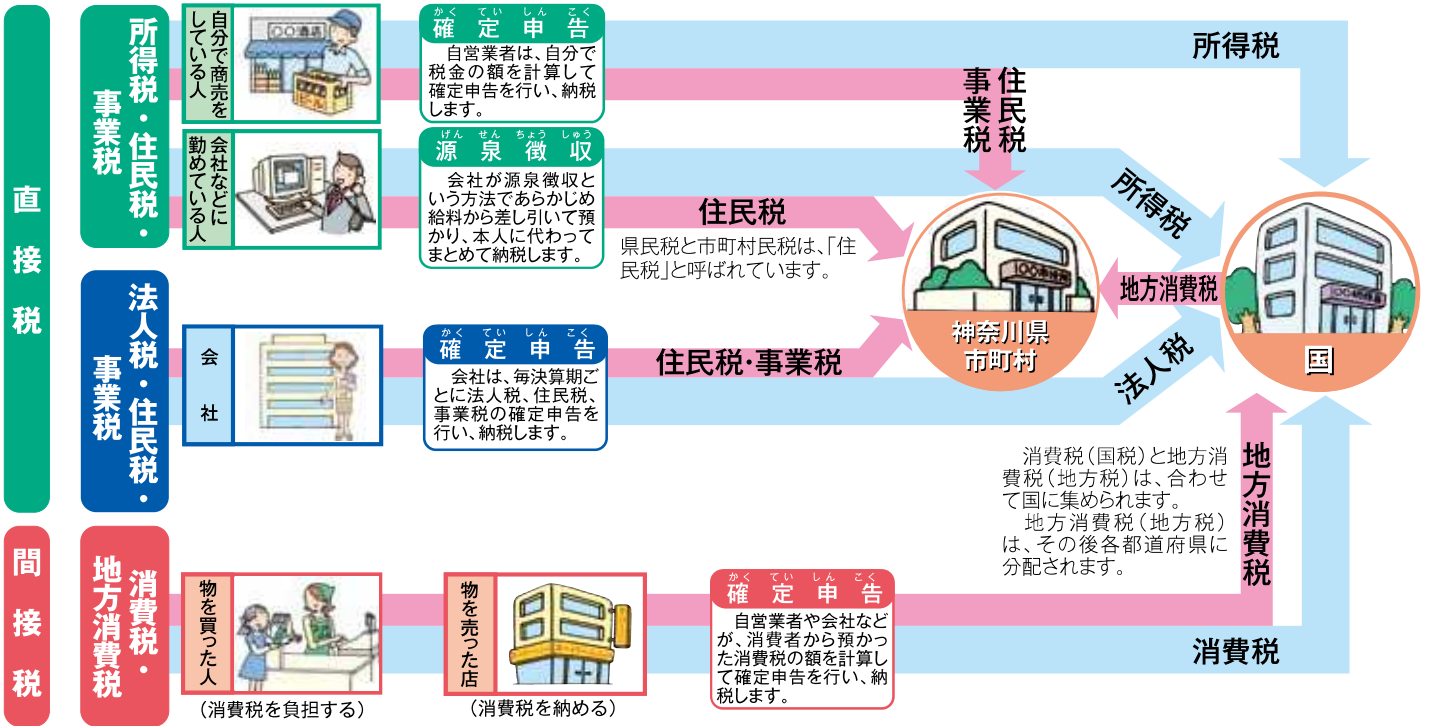 直接税
所得税・住民税・
事業税
自分で商売を
している人
〇〇酒店
かくていしんこく
確定申告
自営業者は、自分で
税金の額を計算して
確定申告を行い、納税
します。
所得税
住民税
事業税
会社などに
勤めている人
げんせんちょうしゅう
源泉徴収
会社が源泉徴収と
いう方法であらかじめ
給料から差し引いて預
かり、本人に代わって
まとめて納税します。
住民税
県民税と市町村民税は、「住
民税」と呼ばれています。
所得税
神奈川県
市町村
地方消費税
国
法人税・住民税・
事業税
会社
かくていしんこく
確定申告
会社は、毎決算期ご
とに法人税、住民税、
事業税の確定申告を
行い、納税します。
住民税・事業税
法人税
間接税
消費税・
地方消費税
物を買った人
(消費税を負担する)
物を売った店
(消費税を納める)
かくていしんこく
確定申告
自営業者や会社など
が、消費者から預かっ
た消費税の額を計算し
て確定申告を行い、納
税します。
消費税(国税)と地方消
費税(地方税)は、合わせ
て国に集められます。
地方消費税(地方税)
は、その後各都道府県に
分配されます。
地方消費税
消費税